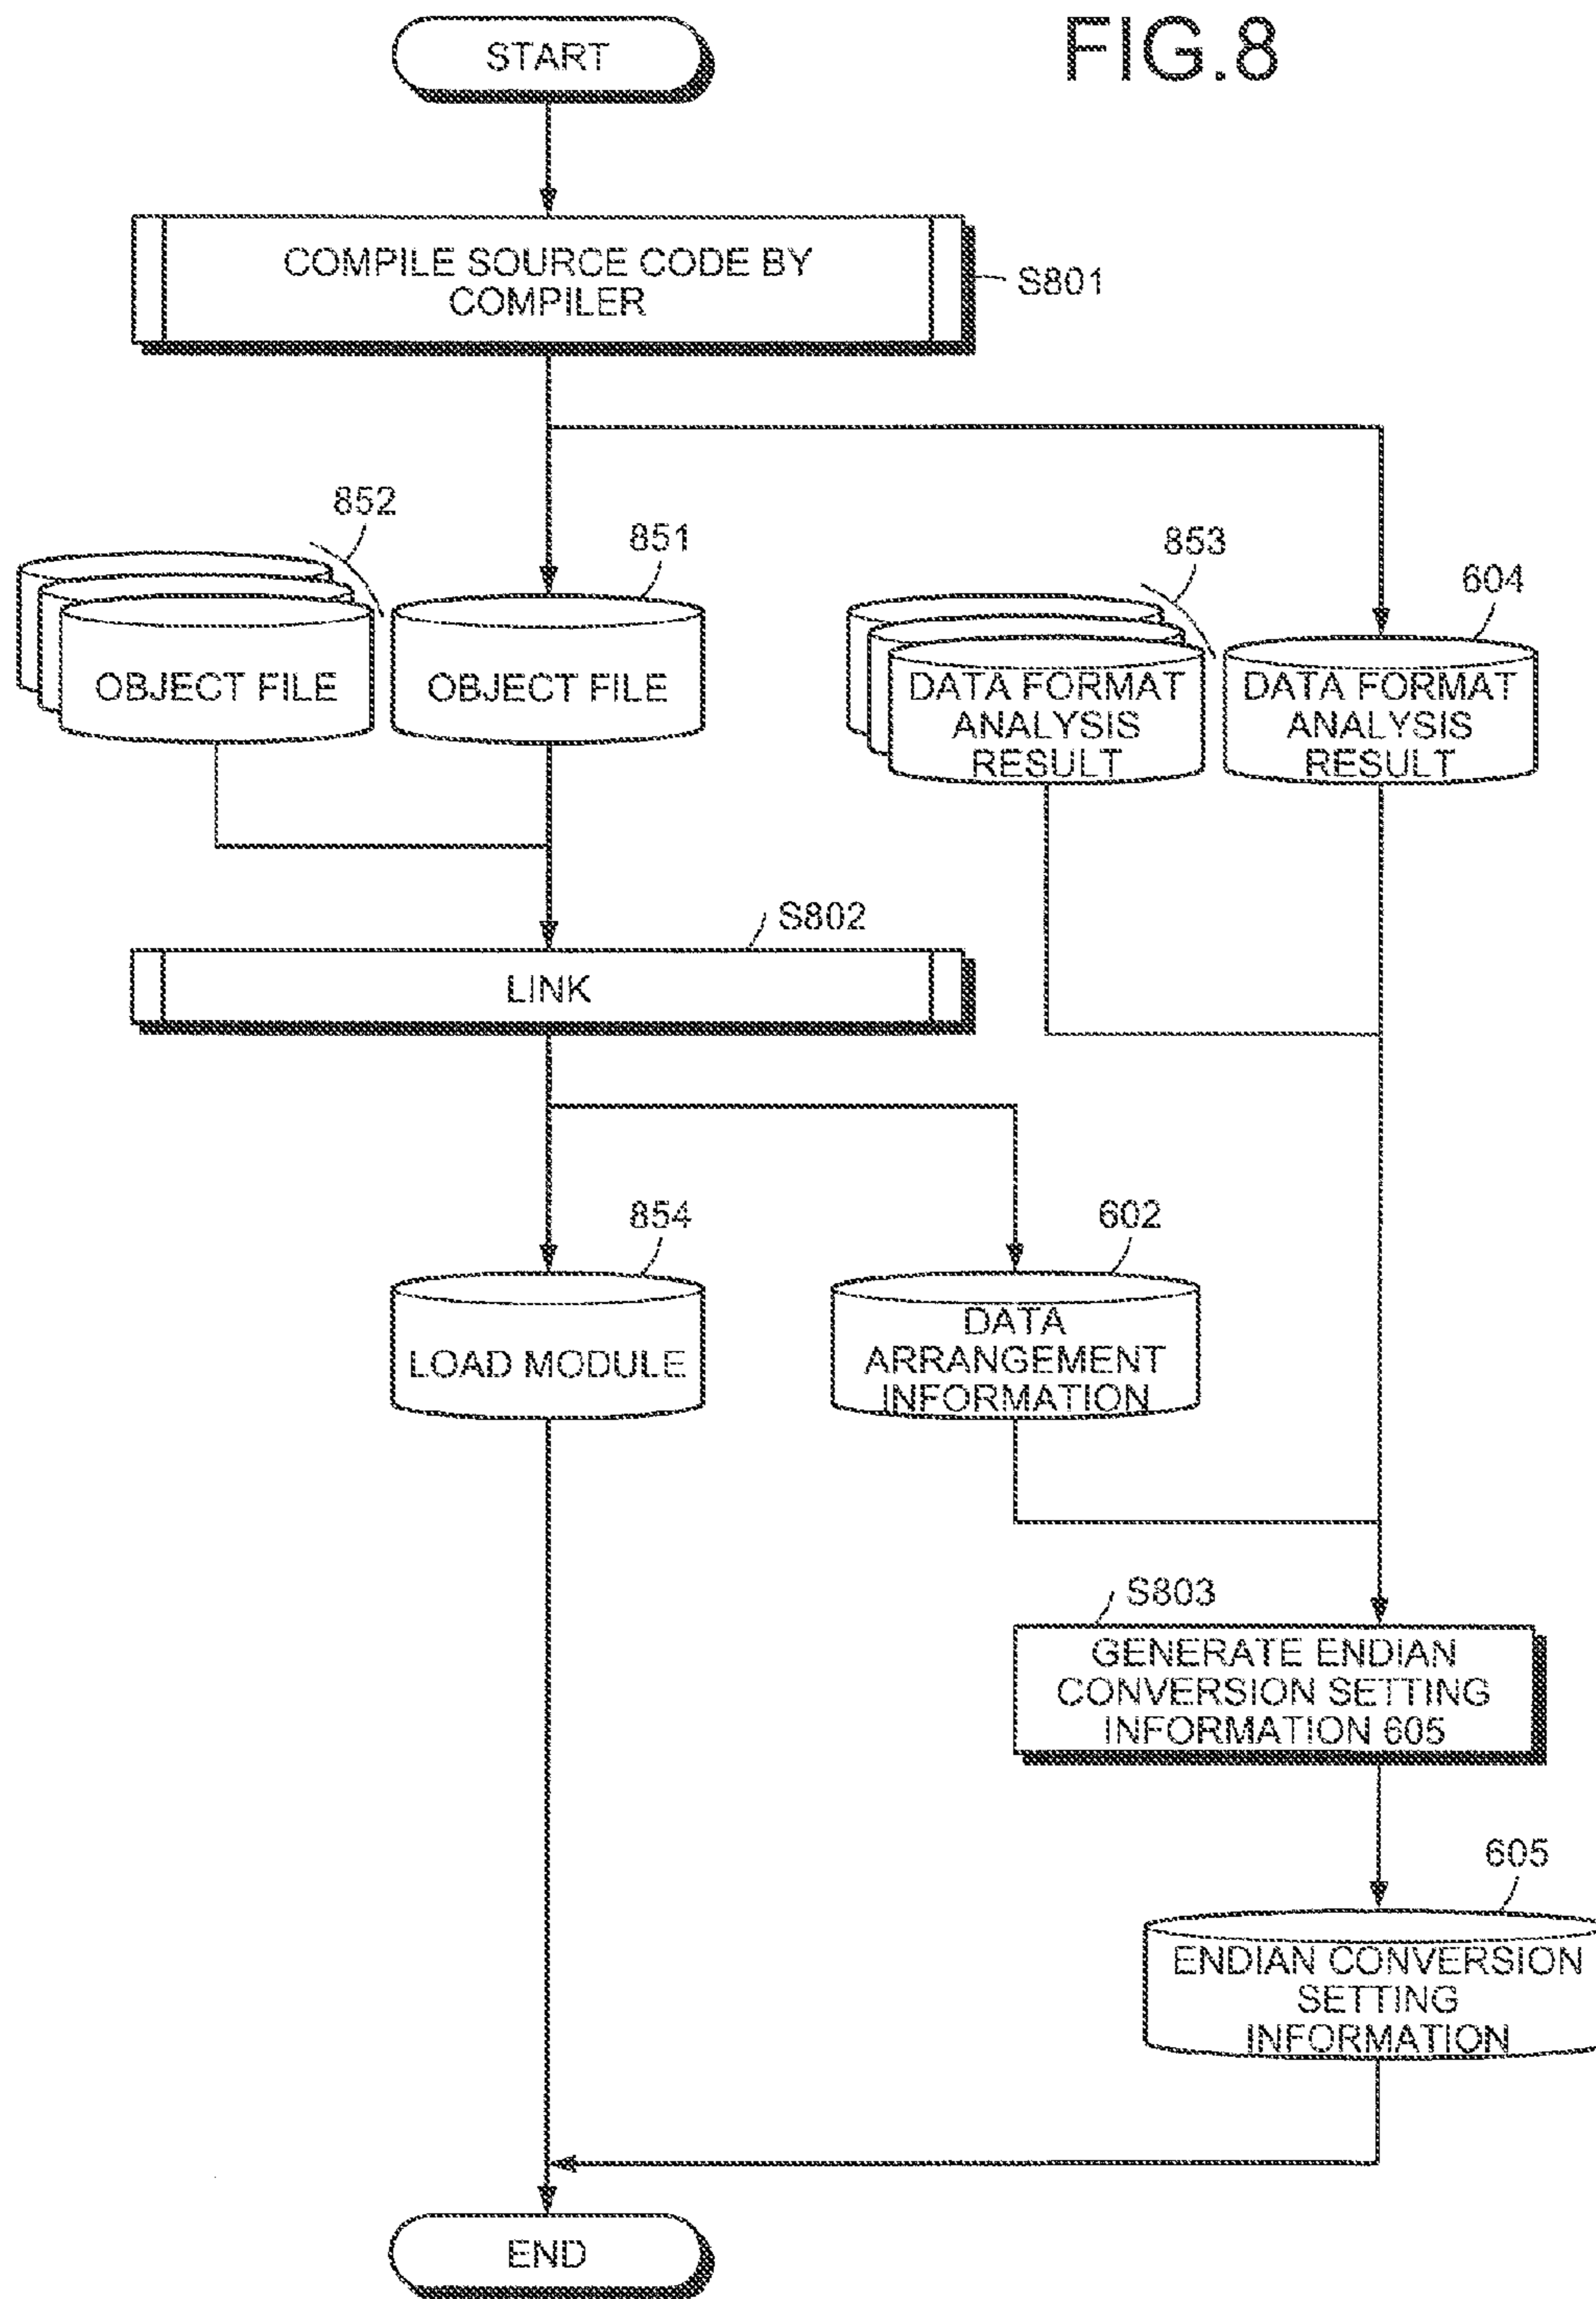 FIG.8
START
COMPILE SOURCE CODE BY
COMPILER
S801
852
851
853
604
OBJECT FILE
OBJECT FILE
DATA FORMAT
ANALYSIS
RESULT
DATA FORMAT
ANALYSIS
RESULT
S802
LINK
854
602
LOAD MODULE
DATA
ARRANGEMENT
INFORMATION
S803
GENERATE ENDIAN
CONVERSION SETTING
INFORMATION 605
605
ENDIAN CONVERSION
SETTING
INFORMATION
END